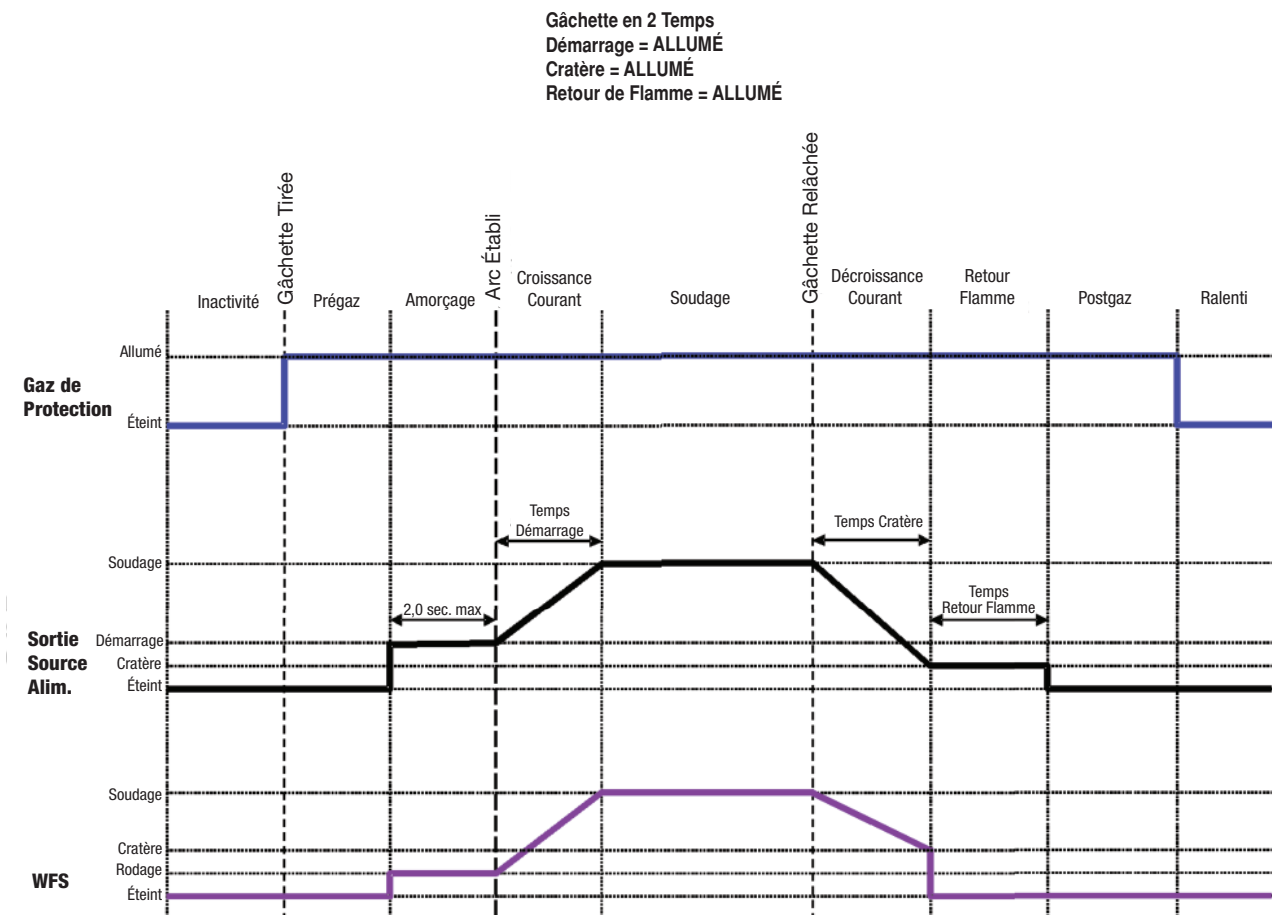 Gâchette en 2 Temps
Démarrage = ALLUMÉ
Cratère = ALLUMÉ
Retour de Flamme = ALLUMÉ
Inactivité
Gâchette Tirée
Prégaz
Amorçage
Arc Établi
Croissance
Courant
Soudage
Gâchette Relâchée
Décroissance
Courant
Retour
Flamme
Postgaz
Ralenti
Gaz de
Protection
Allumé
Éteint
Temps
Démarrage
Temps Cratère
2,0 sec. max
Temps
Retour Flamme
Sortie
Source
Alim.
Soudage
Démarrage
Cratère
Éteint
WFS
Soudage
Cratère
Rodage
Éteint